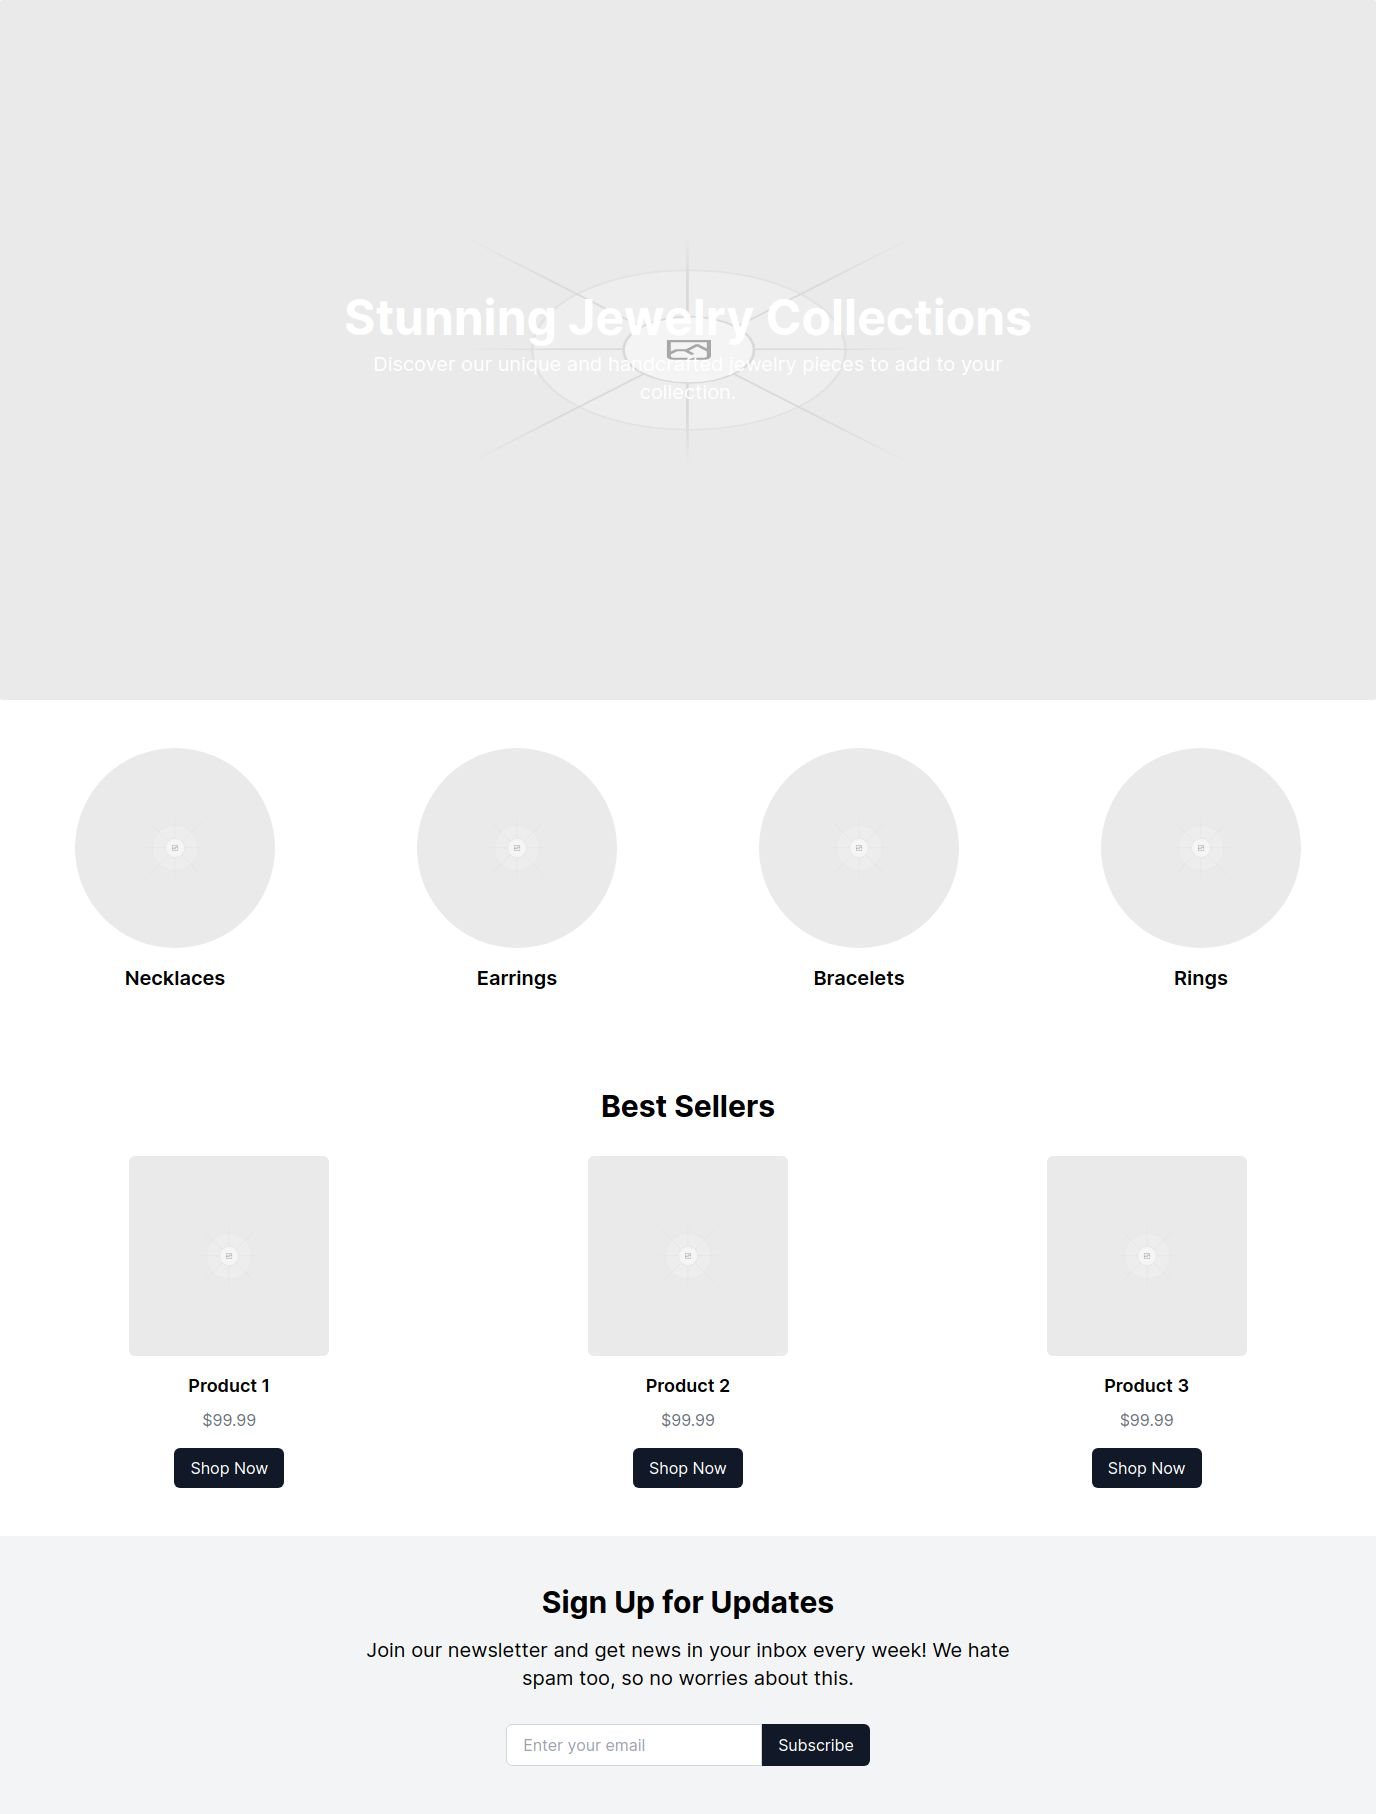 Stunning Jewelry Collections
Discover our unique and handcrafted jewelry pieces to add to your
collection.
Necklaces
Earrings
Bracelets
Rings
Best Sellers
Product 1
$99.99
Shop Now
Product 2
$99.99
Shop Now
Product 3
$99.99
Shop Now
Sign Up for Updates
Join our newsletter and get news in your inbox every week! We hate
spam too, so no worries about this.
Enter your email
Subscribe